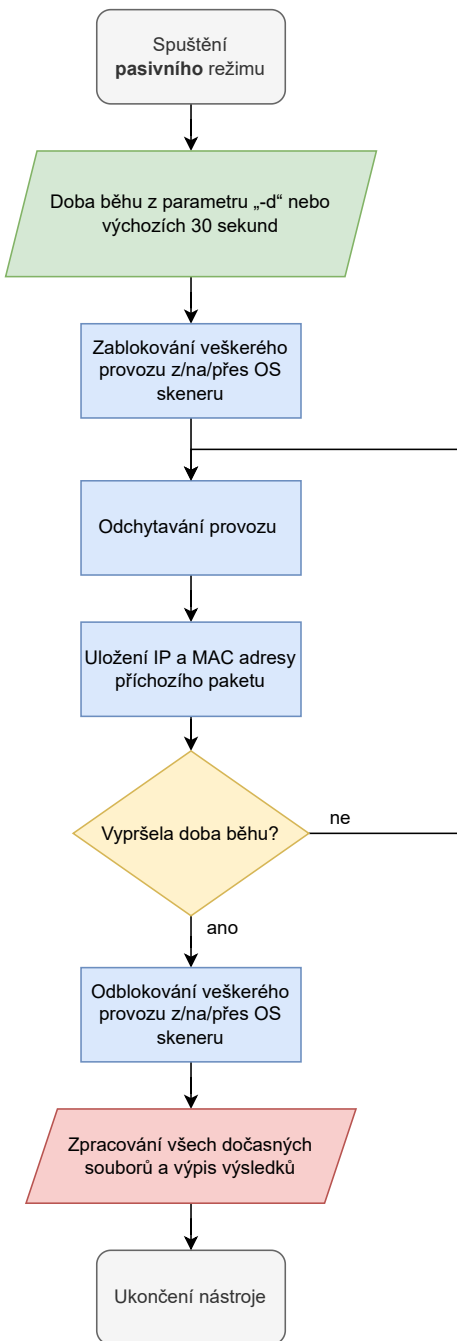 Spuštění
pasivního režimu
Doba běhu z parametru „-d“ nebo
výchozích 30 sekund
Zablokování veškerého
provozu z/na/přes OS
skeneru
Odchytavání provozu
Uložení IP a MAC adresy
příchozího paketu
Vypršela doba běhu?
ne
ano
Odblokování veškerého
provozu z/na/přes OS
skeneru
Zpracování všech dočasných
souborů a výpis výsledků
Ukončení nástroje